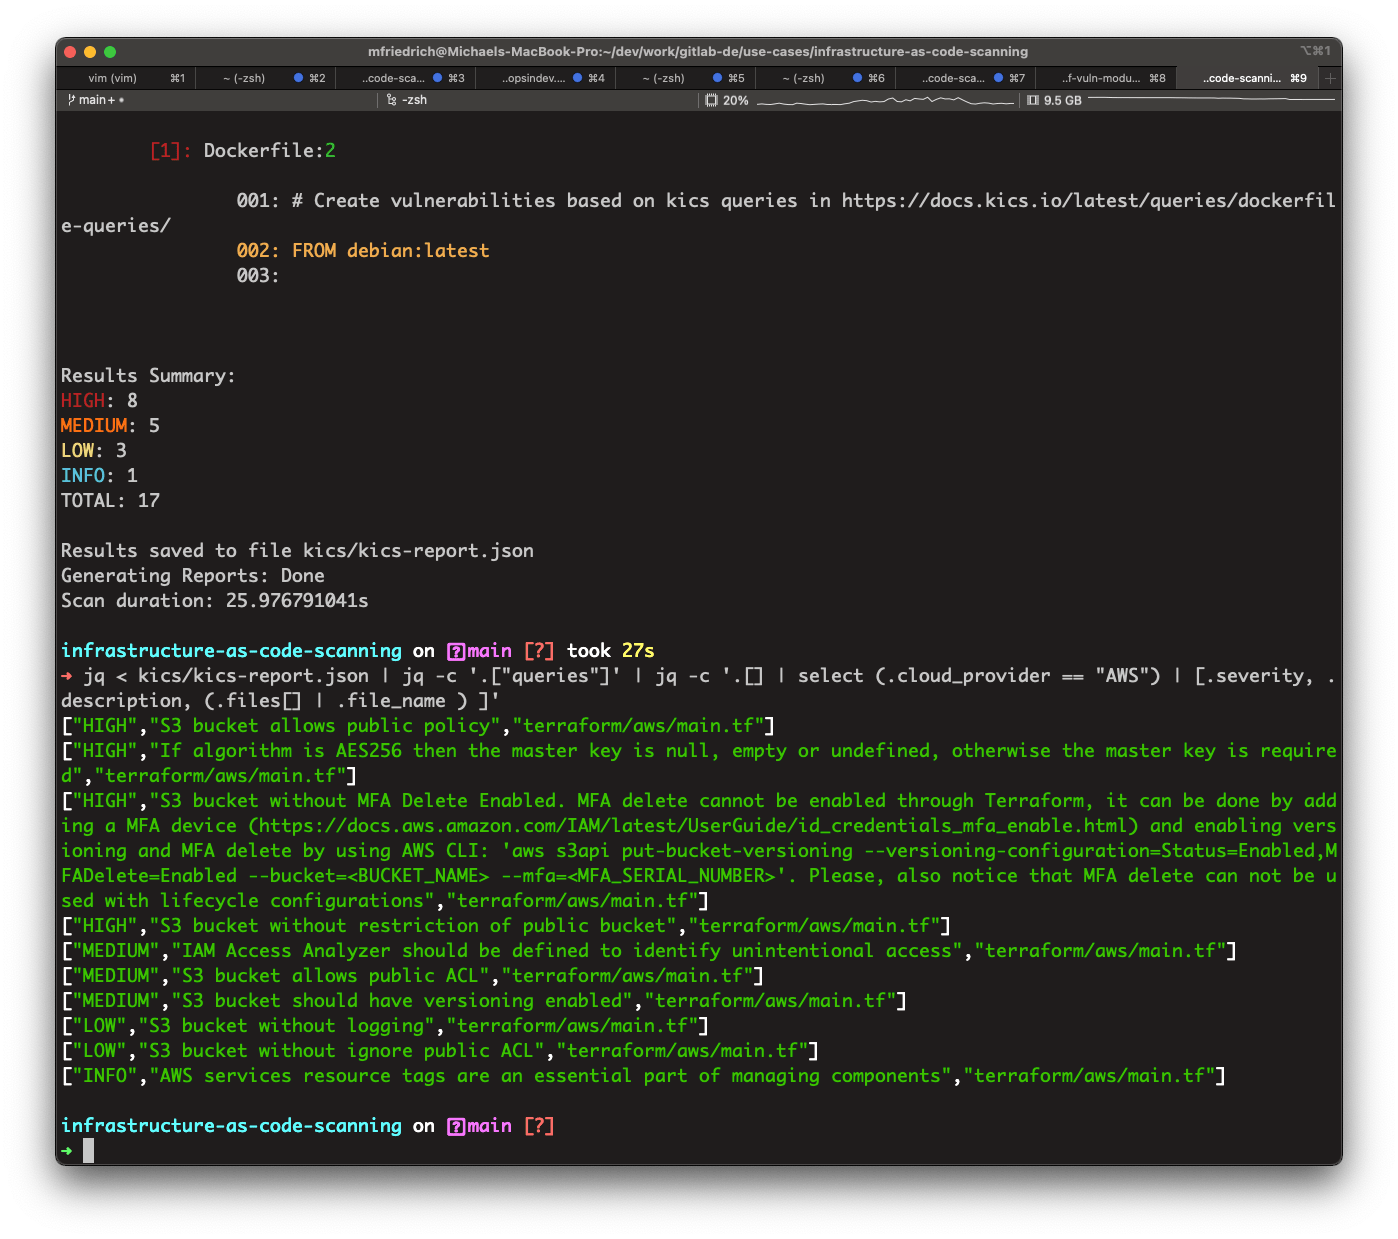 mfriedrich@Michaels-MacBook-Pro:~/dev/work/gitlab-de/use-cases/infrastructure-as-code-scanning ⌥⌘1
vim (vim) ⌘1 ~ (-zsh) ⌘2 ..code-sca... ⌘3 ..opsindev.... ⌘4 ~ (-zsh) ⌘5 ~ (-zsh) ⌘6 ..code-sca... ⌘7 ..f-vuln-modu... ⌘8 ..code-scanni... ⌘9
main+ • -zsh 20% 9.5 GB
[1]: Dockerfile:2
001: # Create vulnerabilities based on kics queries in https://docs.kics.io/latest/queries/dockerfil
e-queries/
002: FROM debian:latest
003:
Results Summary:
HIGH: 8
MEDIUM: 5
LOW: 3
INFO: 1
TOTAL: 17
Results saved to file kics/kics-report.json
Generating Reports: Done
Scan duration: 25.976791041s
infrastructure-as-code-scanning on main [?] took 27s
➜ jq < kics/kics-report.json | jq -c '.["queries"]' | jq -c '.[] | select (.cloud_provider == "AWS") | [.severity, .
description, (.files[] | .file_name ) ]'
["HIGH","S3 bucket allows public policy","terraform/aws/main.tf"]
["HIGH","If algorithm is AES256 then the master key is null, empty or undefined, otherwise the master key is require
d","terraform/aws/main.tf"]
["HIGH","S3 bucket without MFA Delete Enabled. MFA delete cannot be enabled through Terraform, it can be done by add
ing a MFA device (https://docs.aws.amazon.com/IAM/latest/UserGuide/id_credentials_mfa_enable.html) and enabling vers
ioning and MFA delete by using AWS CLI: 'aws s3api put-bucket-versioning --versioning-configuration=Status=Enabled,M
FADelete=Enabled --bucket=<BUCKET_NAME> --mfa=<MFA_SERIAL_NUMBER>'. Please, also notice that MFA delete can not be u
sed with lifecycle configurations","terraform/aws/main.tf"]
["HIGH","S3 bucket without restriction of public bucket","terraform/aws/main.tf"]
["MEDIUM","IAM Access Analyzer should be defined to identify unintentional access","terraform/aws/main.tf"]
["MEDIUM","S3 bucket allows public ACL","terraform/aws/main.tf"]
["MEDIUM","S3 bucket should have versioning enabled","terraform/aws/main.tf"]
["LOW","S3 bucket without logging","terraform/aws/main.tf"]
["LOW","S3 bucket without ignore public ACL","terraform/aws/main.tf"]
["INFO","AWS services resource tags are an essential part of managing components","terraform/aws/main.tf"]
infrastructure-as-code-scanning on main [?]
➜